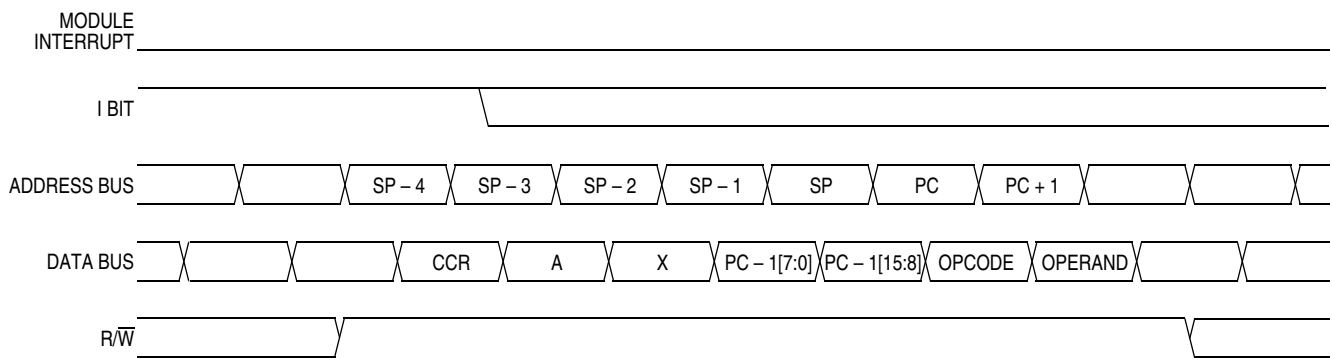 MODULE
INTERRUPT
I BIT
ADDRESS BUS SP – 4 SP – 3 SP – 2 SP – 1 SP PC PC + 1
DATA BUS CCR A X PC – 1[7:0] PC – 1[15:8] OPCODE OPERAND
R/W̅